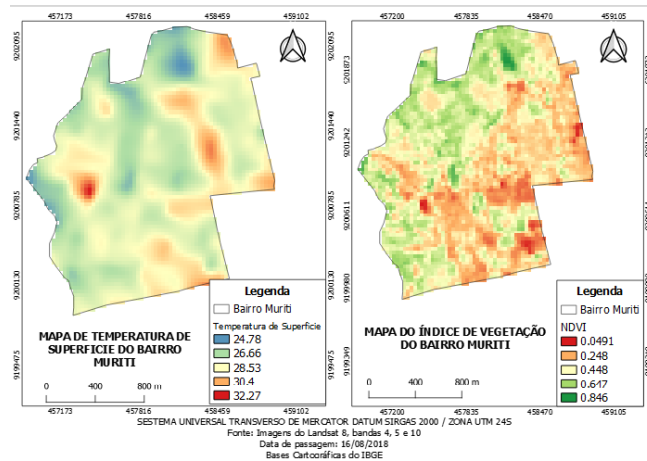 457173 457816 458459 459102
9202095
9201440
9200785
9200130
9199475
Legenda
Bairro Muriti
Temperatura de Superficie
24.78
26.66
28.53
30.4
32.27
MAPA DE TEMPERATURA DE
SUPERFICIE DO BAIRRO
MURITI
0 400 800 m
457173 457816 458459 459102
457200 457835 458470 459105
9201873
9201242
9200611
9199980
9199349
Legenda
Bairro Muriti
NDVI
0.0491
0.248
0.448
0.647
0.846
MAPA DO ÍNDICE DE VEGETAÇÃO
DO BAIRRO MURITI
0 400 800 m
457200 457835 458470 459105
SESTEMA UNIVERSAL TRANSVERSO DE MERCATOR DATUM SIRGAS 2000 / ZONA UTM 24S
Fonte: Imagens do Landsat 8, bandas 4, 5 e 10
Data de passagem: 16/08/2018
Bases Cartográficas do IBGE